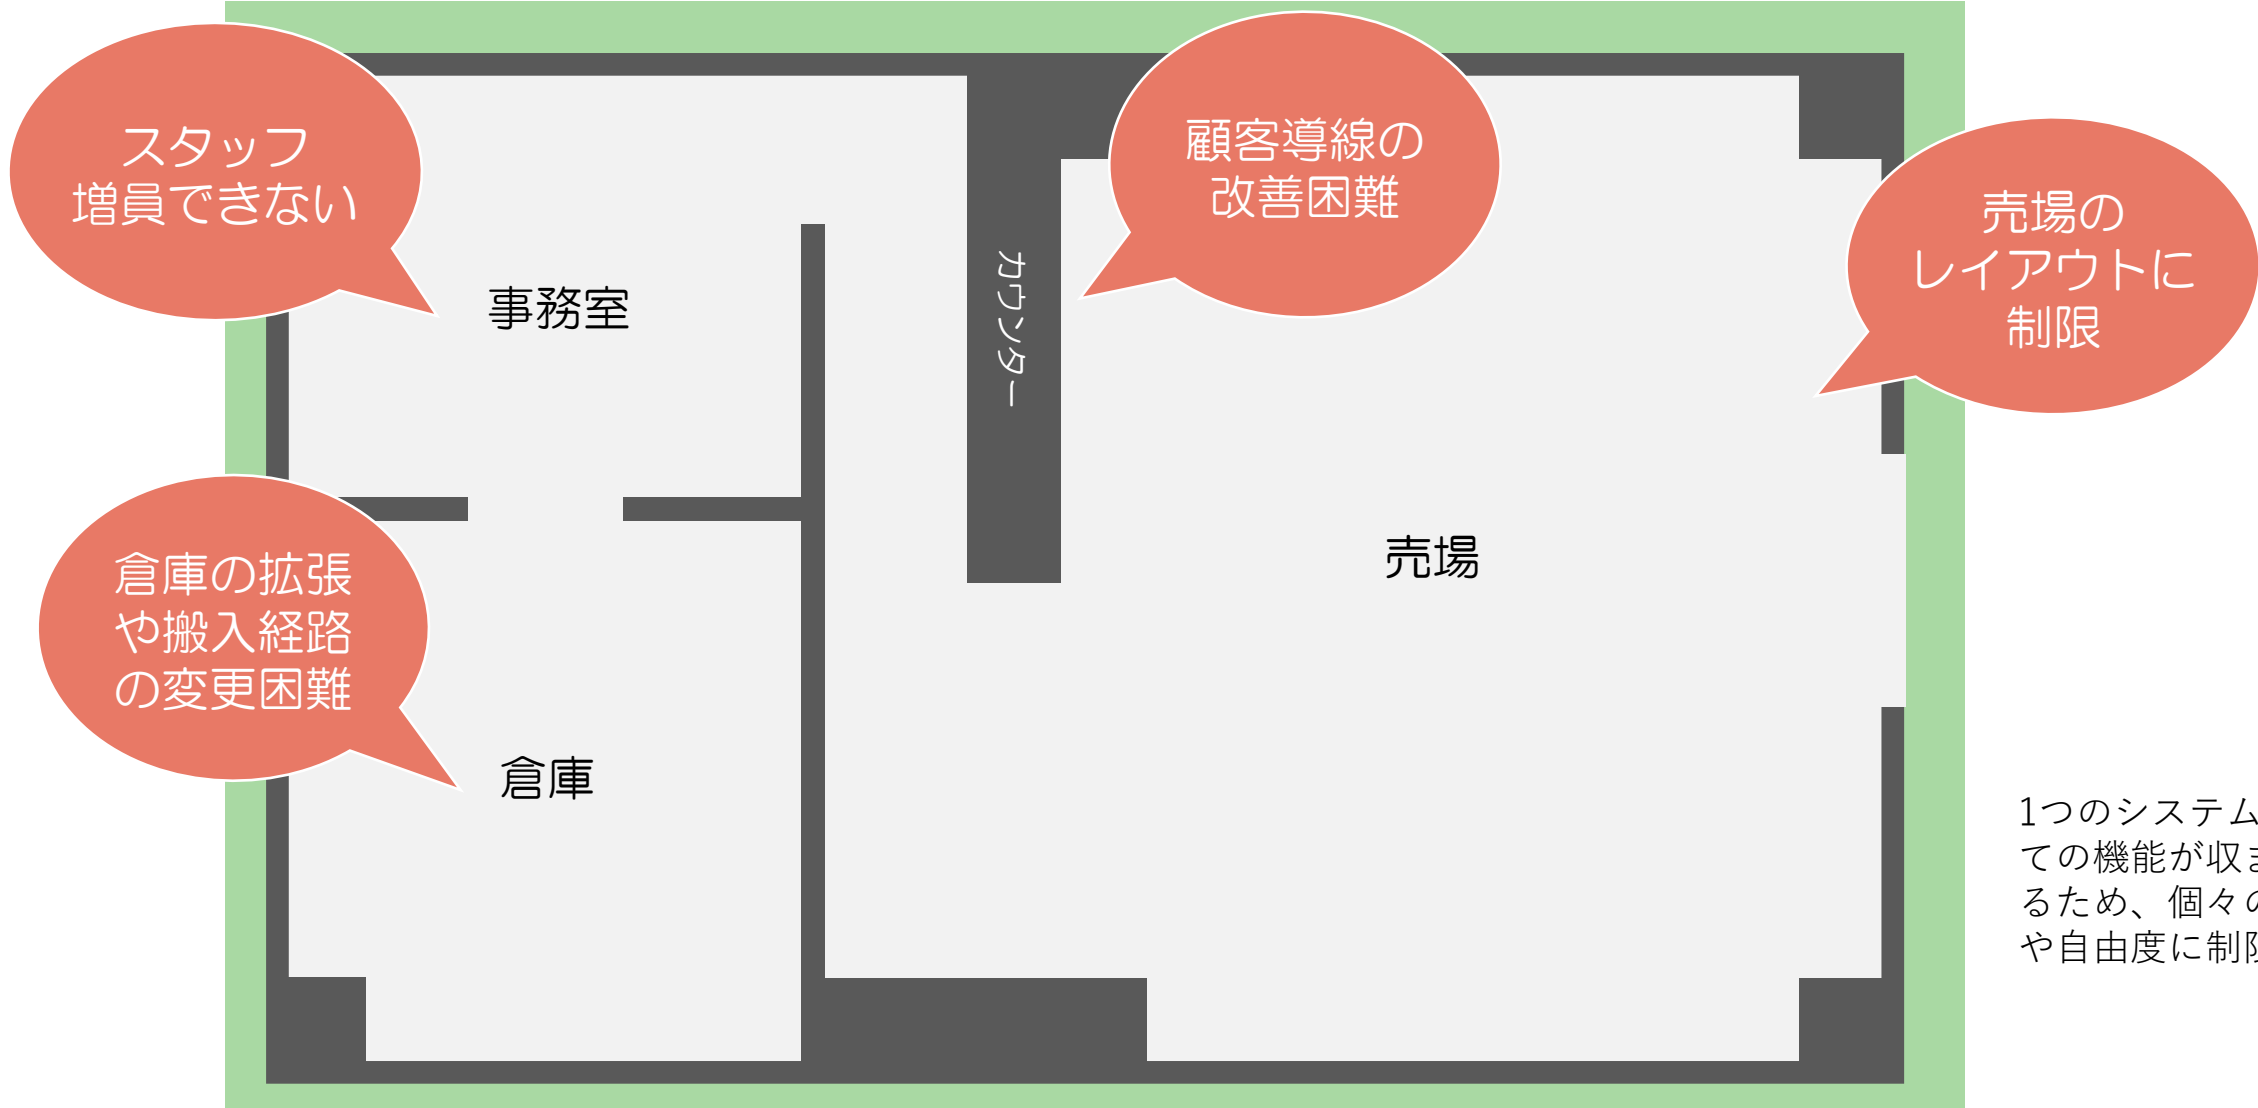 スタッフ
増員できない
顧客導線の
改善困難
売場の
レイアウトに
制限
カウンター
事務室
売場
倉庫の拡張
や搬入経路
の変更困難
倉庫
1つのシステム
ての機能が収ま
るため、個々の
や自由度に制限